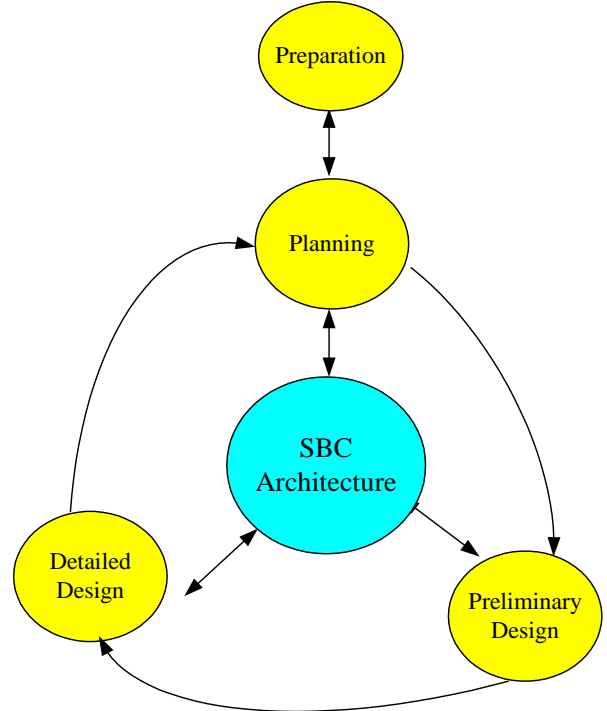 Preparation
Planning
SBC
Architecture
Detailed
Design
Preliminary
Design